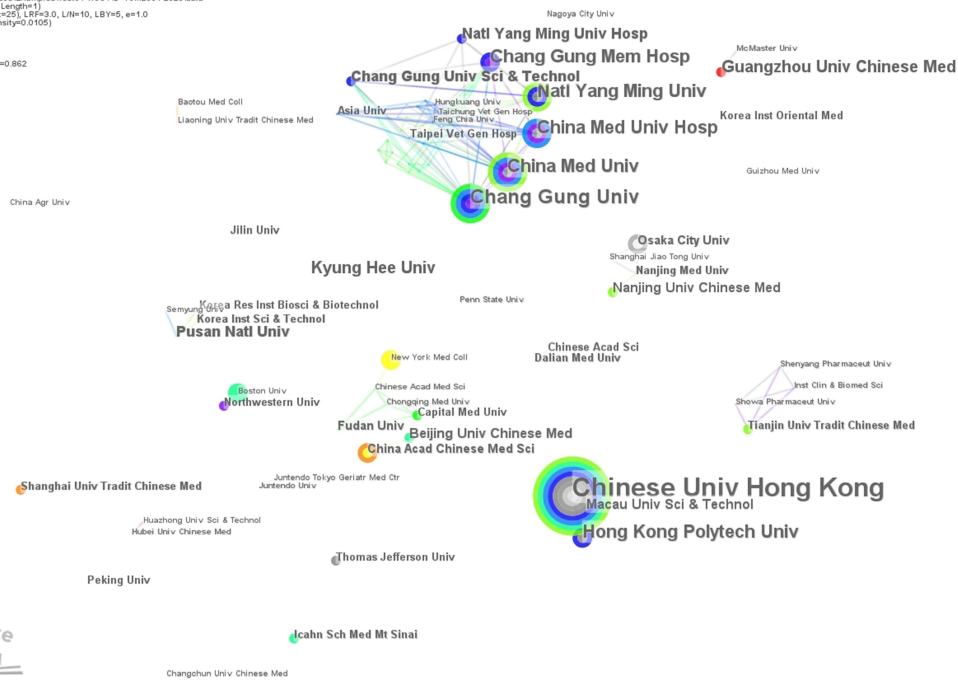 Length=1)
=25), LRF=3.0, L/N=10, LBY=5, e=1.0
nsity=0.0105)
=0.862
Nagoya City Univ
Natl Yang Ming Univ Hosp
McMaster Univ
Chang Gung Mem Hosp
Guangzhou Univ Chinese Med
Chang Gung Univ Sci & Technol
Natl Yang Ming Univ
Baotou Med Coll
Hungkuang Univ
Asia Univ
Taichung Vet Gen Hosp
Korea Inst Oriental Med
Liaoning Univ Tradit Chinese Med
Feng Chia Univ
China Med Univ Hosp
Taipei Vet Gen Hosp
China Med Univ
Guizhou Med Univ
Chang Gung Univ
China Agr Univ
Jilin Univ
Osaka City Univ
Shanghai Jiao Tong Univ
Kyung Hee Univ
Nanjing Med Univ
Nanjing Univ Chinese Med
Penn State Univ
Korea Res Inst Biosci & Biotechnol
Semyung Univ
Korea Inst Sci & Technol
Pusan Natl Univ
Chinese Acad Sci
New York Med Coll
Dalian Med Univ
Shenyang Pharmaceut Univ
Chinese Acad Med Sci
Inst Clin & Biomed Sci
Boston Univ
Northwestern Univ
Chongqing Med Univ
Showa Pharmaceut Univ
Capital Med Univ
Fudan Univ
Tianjin Univ Tradit Chinese Med
Beijing Univ Chinese Med
China Acad Chinese Med Sci
Juntendo Tokyo Geriatr Med Ctr
Juntendo Univ
Shanghai Univ Tradit Chinese Med
Chinese Univ Hong Kong
Macau Univ Sci & Technol
Huazhong Univ Sci & Technol
Hubei Univ Chinese Med
Hong Kong Polytech Univ
Thomas Jefferson Univ
Peking Univ
Icahn Sch Med Mt Sinai
Changchun Univ Chinese Med